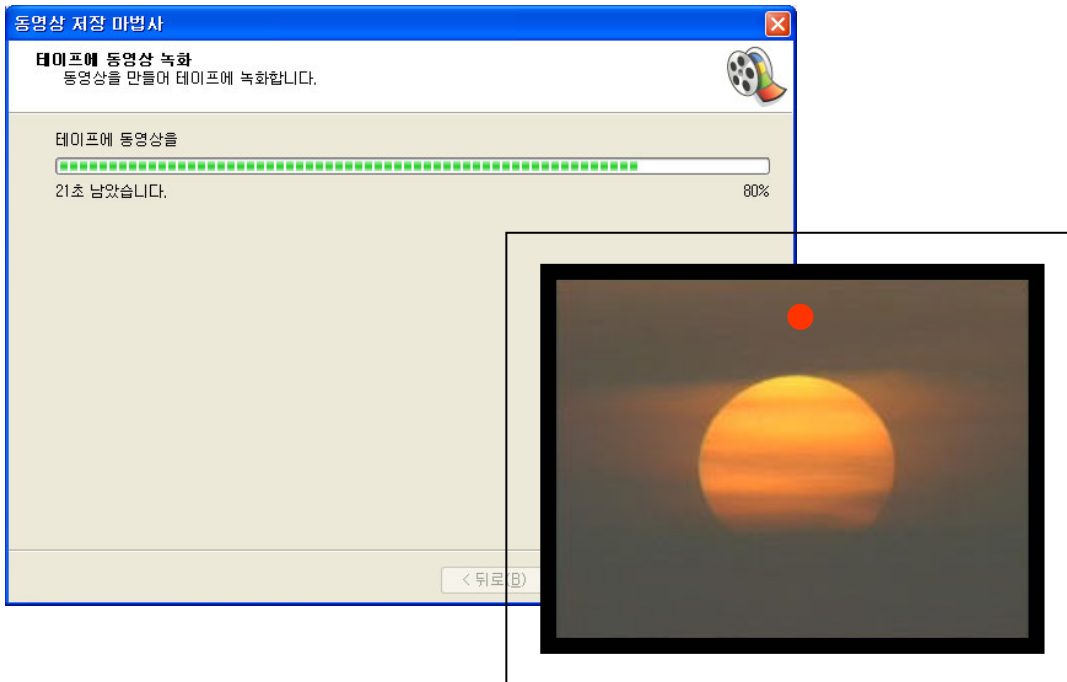 동영상 저장 마법사
테이프에 동영상 녹화
동영상을 만들어 테이프에 녹화합니다.
테이프에 동영상을
21초 남았습니다.
80%
< 뒤로(B)